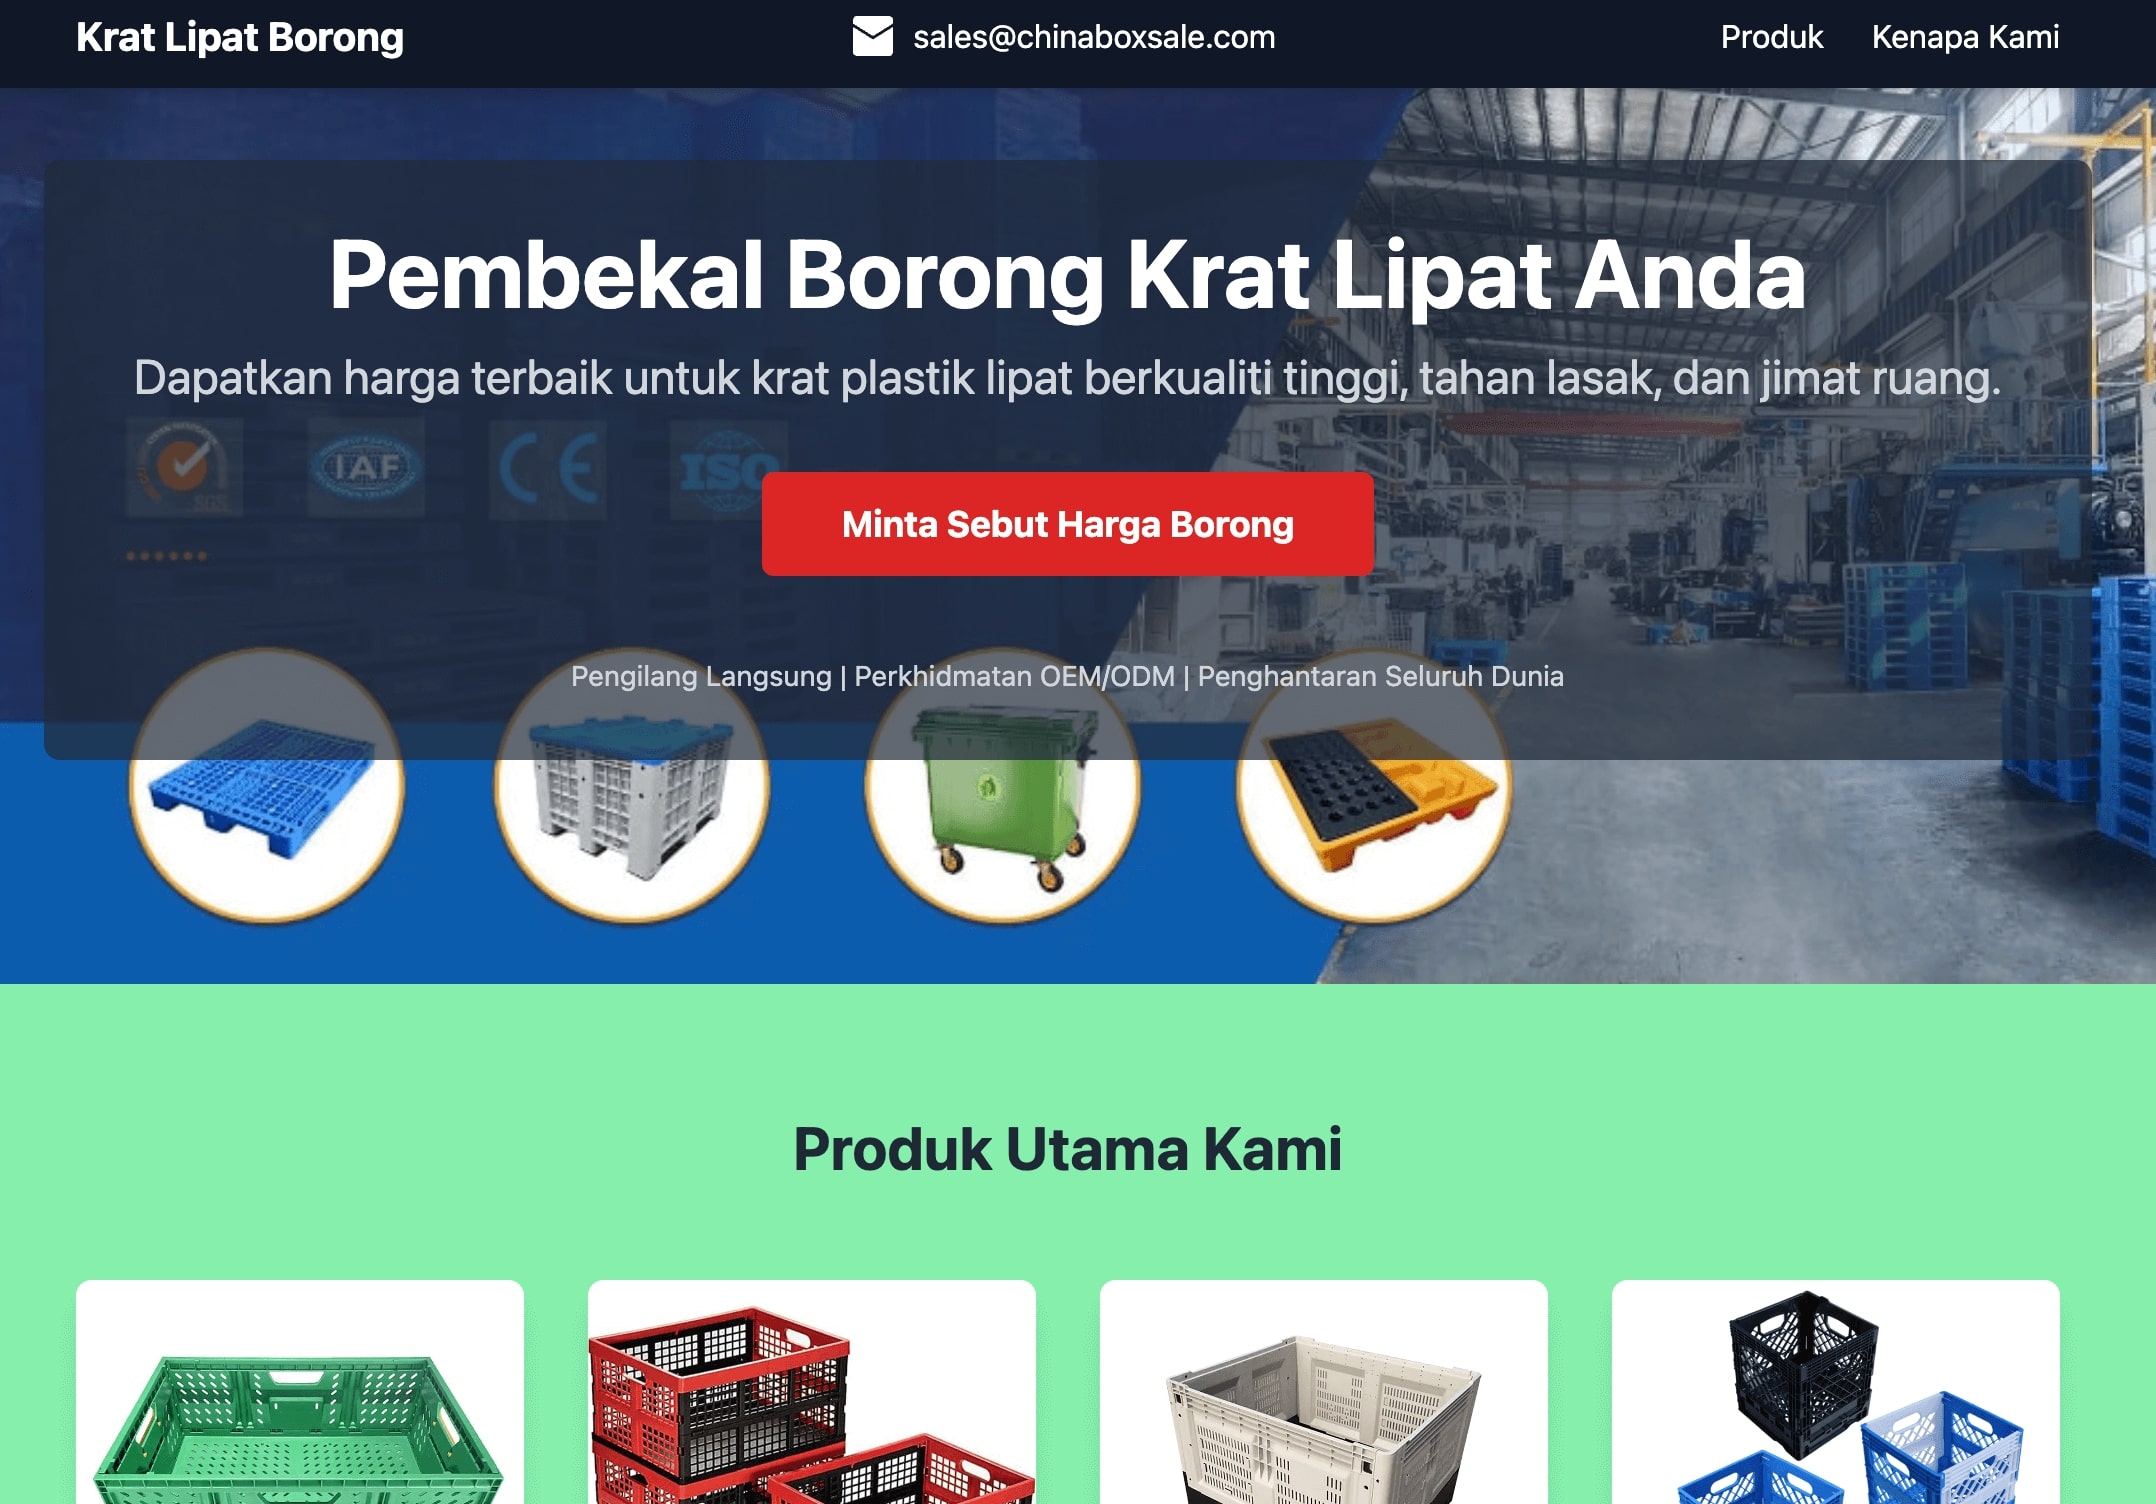 Krat Lipat Borong
sales@chinaboxsale.com
Produk
Kenapa Kami
Pembekal Borong Krat Lipat Anda
Dapatkan harga terbaik untuk krat plastik lipat berkualiti tinggi, tahan lasak, dan jimat ruang.
SGS
IAF
CE
ISO
Minta Sebut Harga Borong
Pengilang Langsung | Perkhidmatan OEM/ODM | Penghantaran Seluruh Dunia
Produk Utama Kami